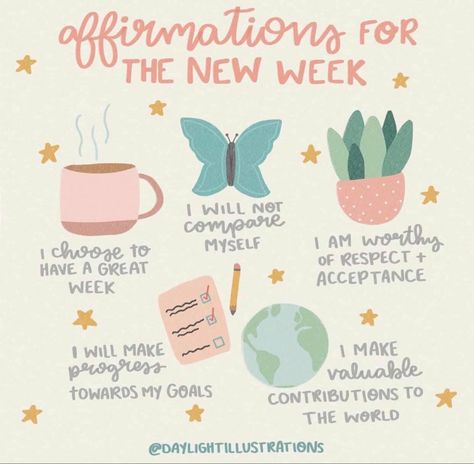 affirmations FOR
THE NEW WEEK
I choose to
HAVE A GREAT
WEEK
I WILL NOT
compare
MYSELF
I AM worthy
OF RESPECT +
ACCEPTANCE
I WILL MAKE
progress
TOWARDS MY GOALS
I MAKE
valuable
CONTRIBUTIONS TO
THE WORLD
@DAYLIGHTILLUSTRATIONS